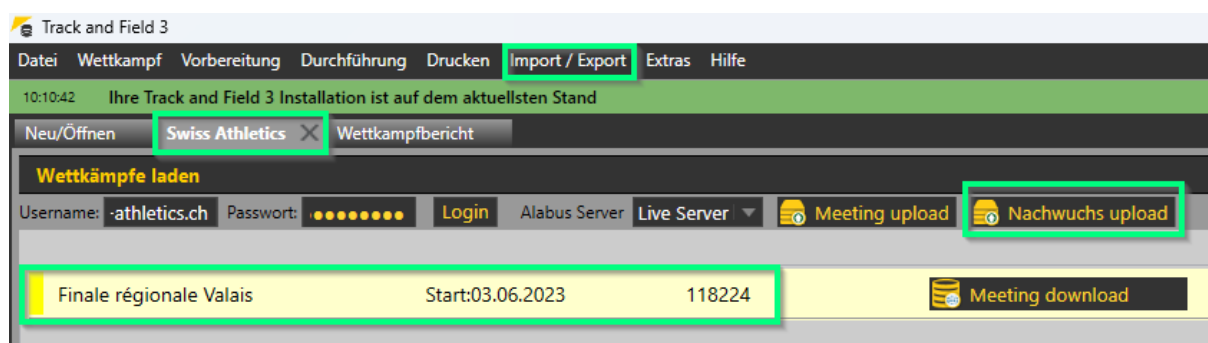 Track and Field 3
Datei Wettkampf Vorbereitung Durchführung Drucken Import / Export Extras Hilfe
10:10:42 Ihre Track and Field 3 Installation ist auf dem aktuellsten Stand
Neu/Öffnen Swiss Athletics Wettkampfbericht
Wettkämpfe laden
Username: -athletics.ch Passwort: Login Alabus Server Live Server Meeting upload Nachwuchs upload
Finale régionale Valais Start:03.06.2023 118224 Meeting download